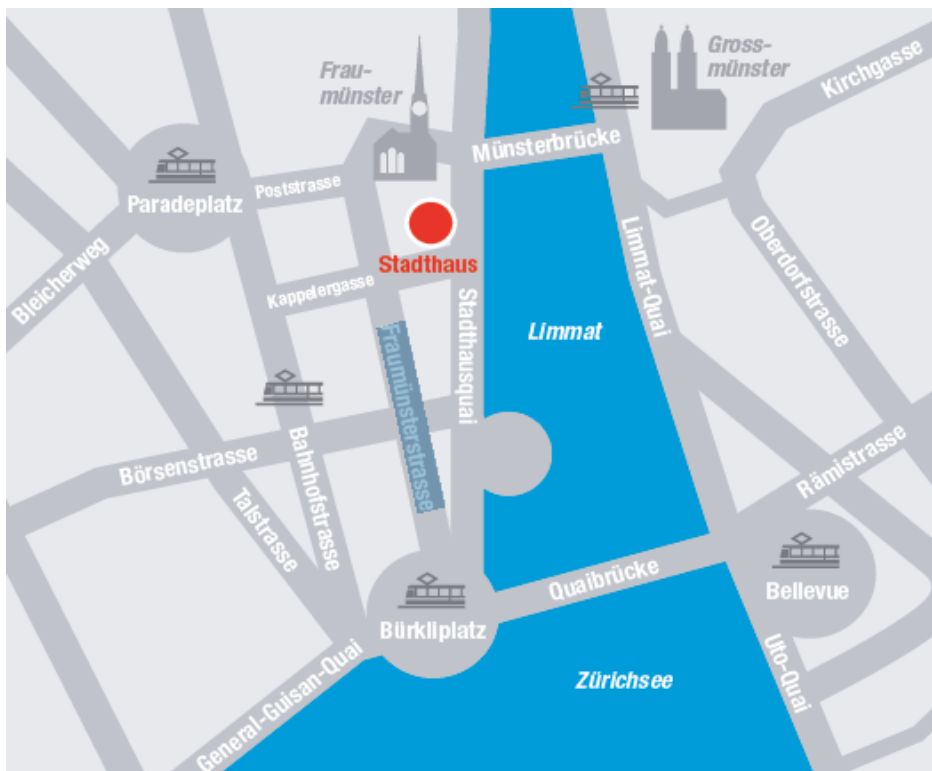 Frau-
münster
Gross-
münster
Kirchgasse
Münsterbrücke
Poststrasse
Paradeplatz
Bleicherweg
Stadthaus
Kappelergasse
Limmat-Quai
Oberdorfstrasse
Limmat
Stadthausquai
Fraumünsterstrasse
Börsenstrasse
Bahnhofstrasse
Talstrasse
Rämistrasse
Quaibrücke
Bellevue
Bürkliplatz
Uto-Quai
General-Guisan-Quai
Zürichsee